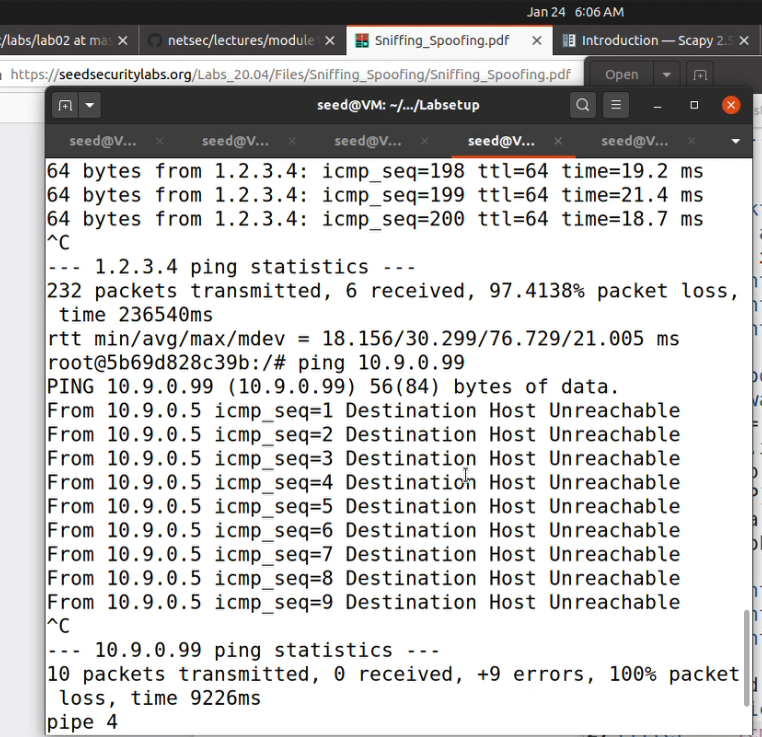 Jan 24 6:06 AM
/labs/lab02 at ma
netsec/lectures/module
Sniffing_Spoofing.pdf
Introduction — Scapy 2.
https://seedsecuritylabs.org/Labs_20.04/Files/Sniffing_Spoofing/Sniffing_Spoofing.pdf
Open
seed@VM: ~/.../Labsetup
seed@V... seed@V... seed@V... seed@V... seed@V...
64 bytes from 1.2.3.4: icmp_seq=198 ttl=64 time=19.2 ms
64 bytes from 1.2.3.4: icmp_seq=199 ttl=64 time=21.4 ms
64 bytes from 1.2.3.4: icmp_seq=200 ttl=64 time=18.7 ms
^C
--- 1.2.3.4 ping statistics ---
232 packets transmitted, 6 received, 97.4138% packet loss,
 time 236540ms
rtt min/avg/max/mdev = 18.156/30.299/76.729/21.005 ms
root@5b69d828c39b:/# ping 10.9.0.99
PING 10.9.0.99 (10.9.0.99) 56(84) bytes of data.
From 10.9.0.5 icmp_seq=1 Destination Host Unreachable
From 10.9.0.5 icmp_seq=2 Destination Host Unreachable
From 10.9.0.5 icmp_seq=3 Destination Host Unreachable
From 10.9.0.5 icmp_seq=4 Destination Host Unreachable
From 10.9.0.5 icmp_seq=5 Destination Host Unreachable
From 10.9.0.5 icmp_seq=6 Destination Host Unreachable
From 10.9.0.5 icmp_seq=7 Destination Host Unreachable
From 10.9.0.5 icmp_seq=8 Destination Host Unreachable
From 10.9.0.5 icmp_seq=9 Destination Host Unreachable
^C
--- 10.9.0.99 ping statistics ---
10 packets transmitted, 0 received, +9 errors, 100% packet
 loss, time 9226ms
pipe 4